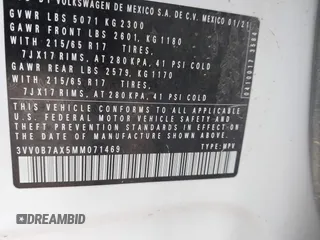 VOLKSWAGEN DE MEXICO S.A. DE C.V. MEXICO 01/21
GVWR LBS 5071 KG 2300
GAWR FRONT LBS 2601, KG1180
WITH 215/65 R17 TIRES,
7JX17 RIMS, AT 280KPA, 41 PSI COLD
GAWR REAR LBS 2579, KG1170
WITH 215/65 R17 TIRES,
7JX17 RIMS, AT 280KPA, 41 PSI COLD
THIS VEHICLE CONFORMS TO ALL APPLICABLE
U.S. FEDERAL MOTOR VEHICLE SAFETY AND
THEFT PREVENTION STANDARDS IN EFFECT ON THE
DATE OF MANUFACTURE SHOWN ABOVE.
3VV0B7AX5MM071469 TYPE: MPV
STAT.VIN